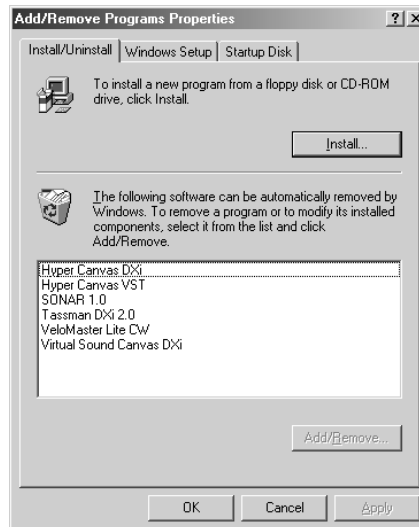 Add/Remove Programs Properties
? ×
Install/Uninstall
Windows Setup
Startup Disk
To install a new program from a floppy disk or CD-ROM
drive, click Install.
Install...
The following software can be automatically removed by
Windows. To remove a program or to modify its installed
components, select it from the list and click
Add/Remove.
Hyper Canvas DXi
Hyper Canvas VST
SONAR 1.0
Tassman DXi 2.0
VeloMaster Lite CW
Virtual Sound Canvas DXi
Add/Remove...
OK
Cancel
Apply